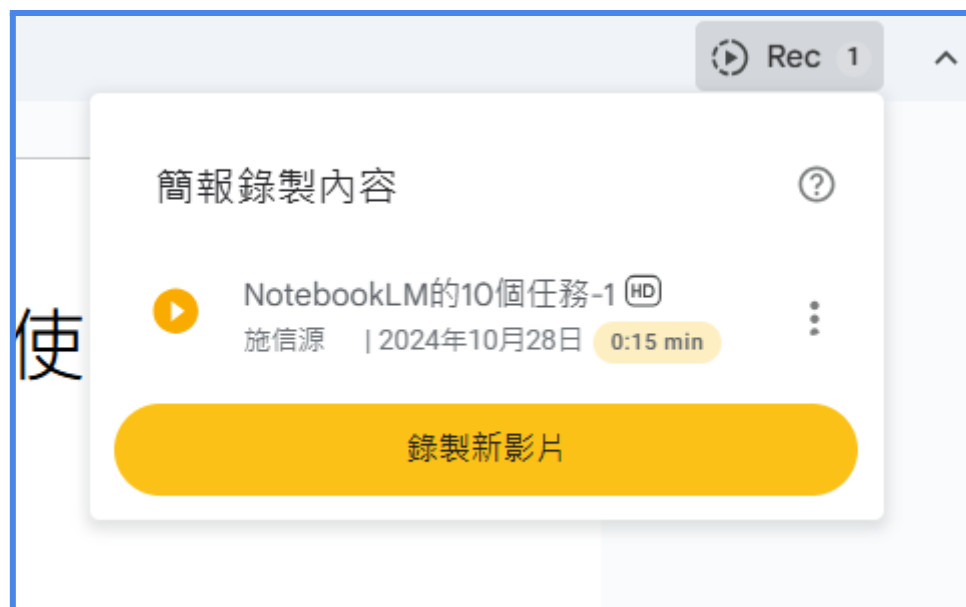 Rec 1
簡報錄製內容
NotebookLM的10個任務-1 HD
施信源 | 2024年10月28日 0:15 min
使
錄製新影片